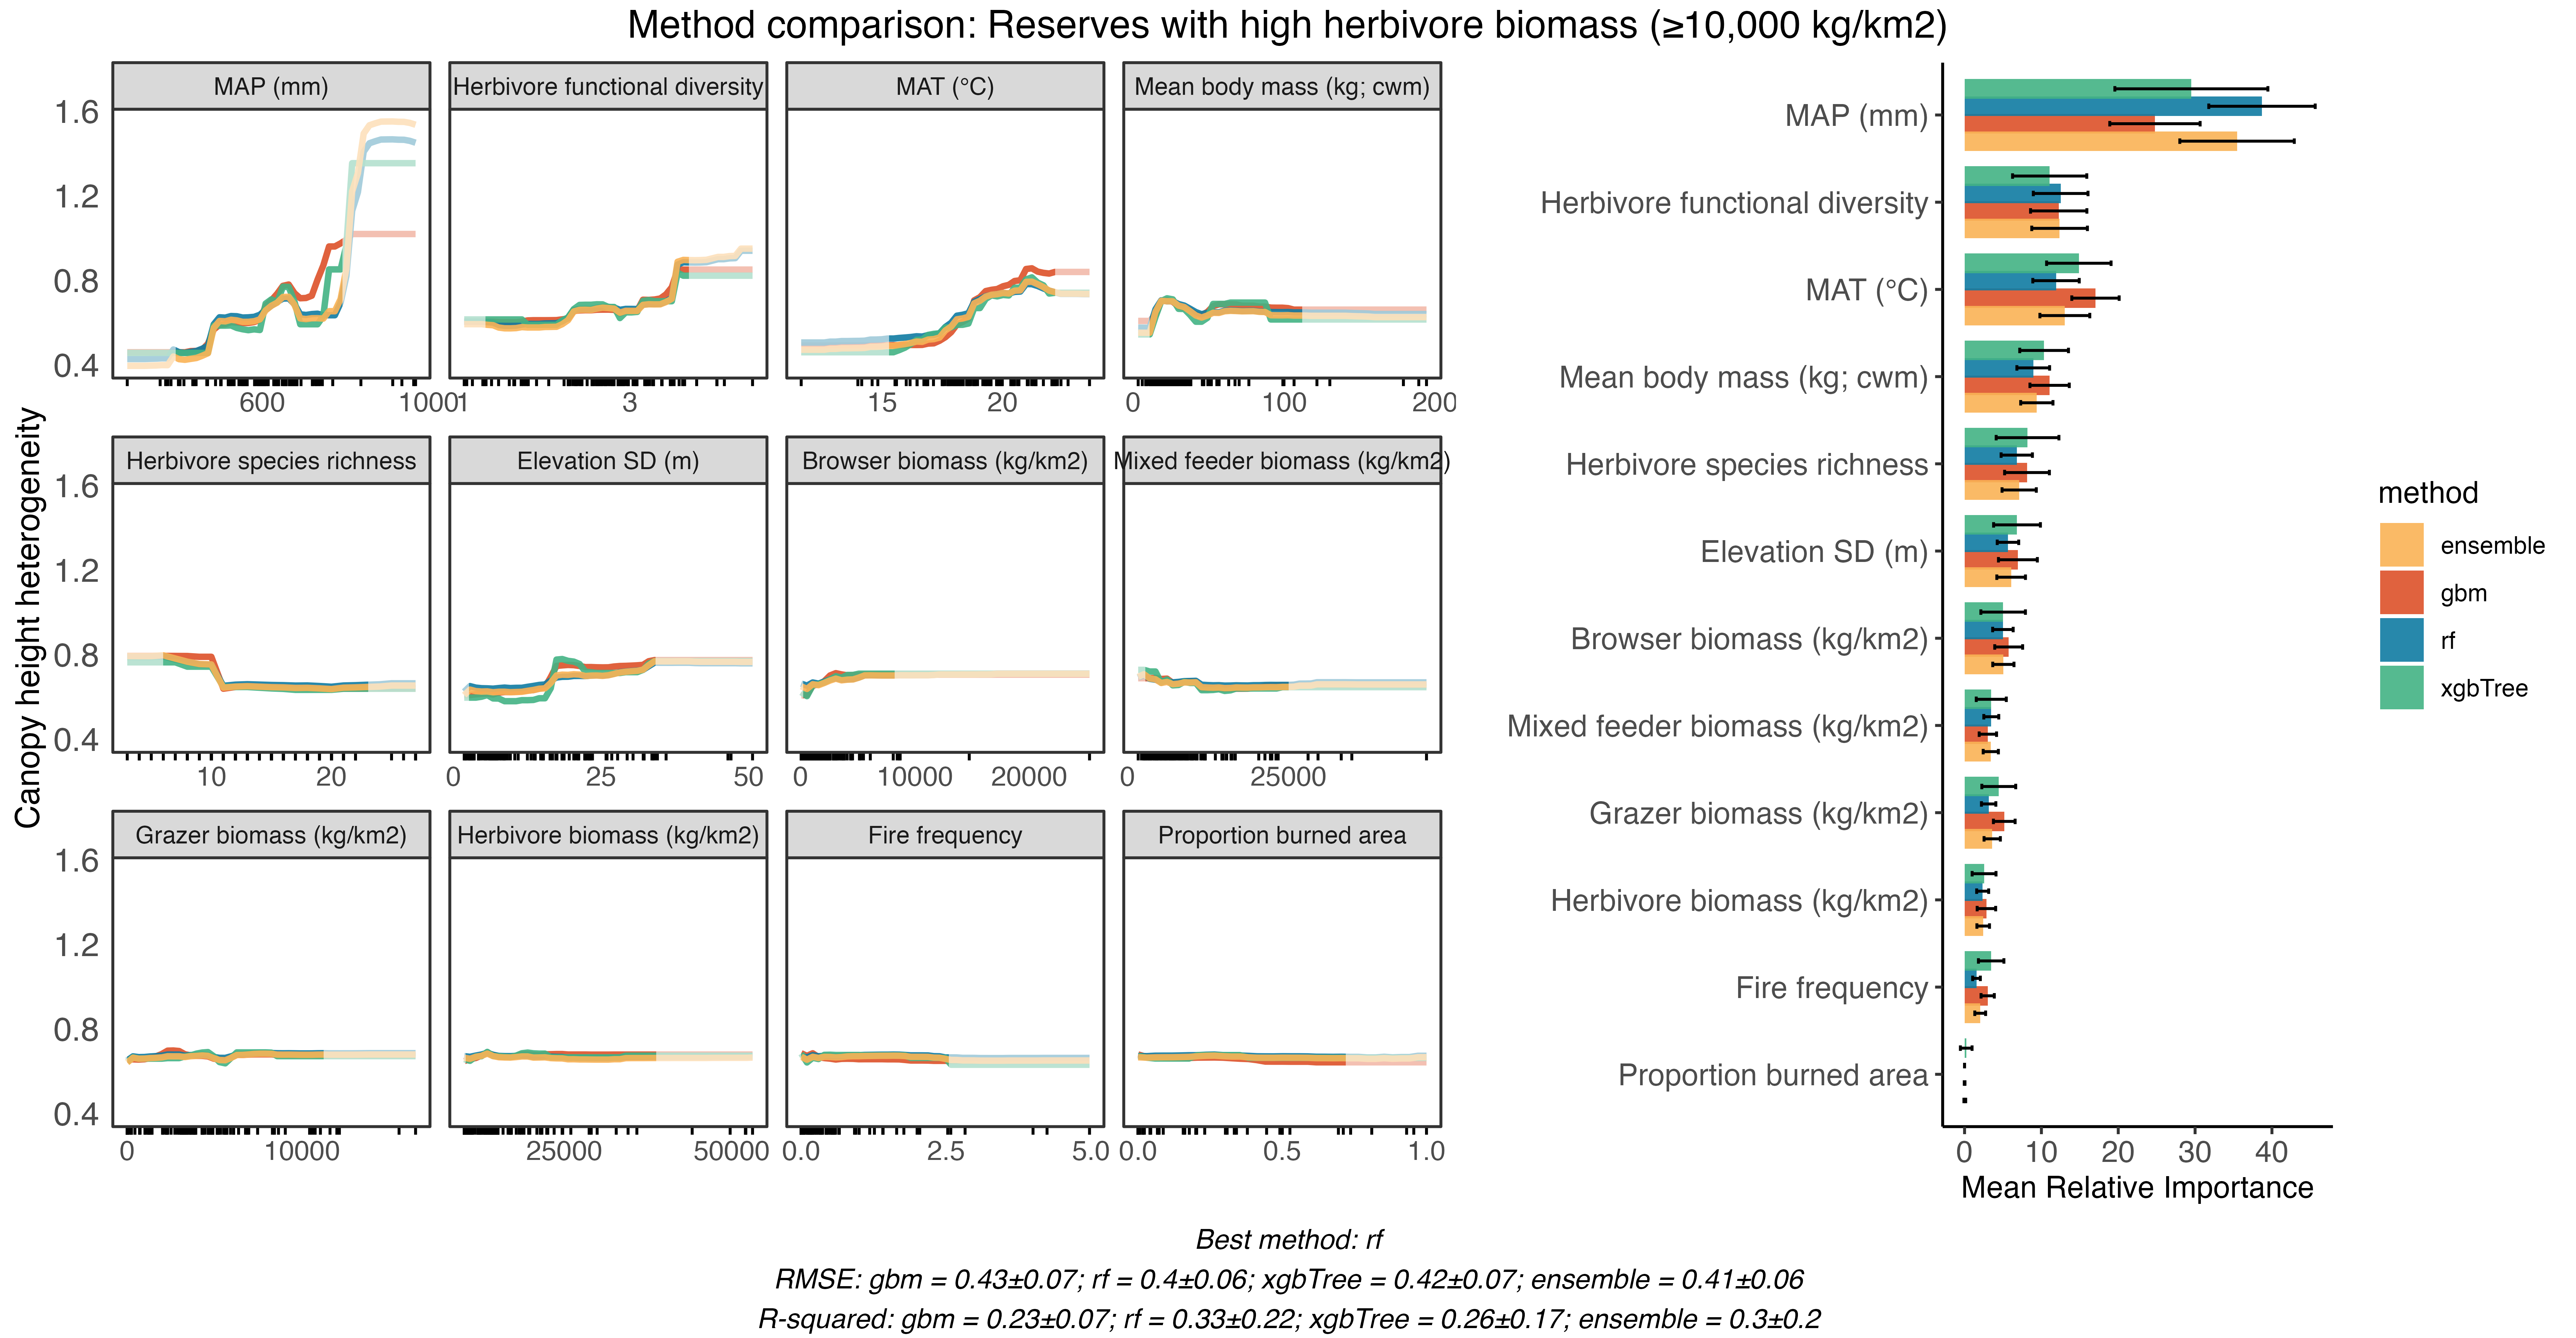 Method comparison: Reserves with high herbivore biomass (≥10,000 kg/km2)
Canopy height heterogeneity
MAP (mm)
Herbivore functional diversity
MAT (°C)
Mean body mass (kg; cwm)
1.6
1.2
0.8
0.4
600 1000
1 3
15 20
0 100 200
Herbivore species richness
Elevation SD (m)
Browser biomass (kg/km2)
Mixed feeder biomass (kg/km2)
1.6
1.2
0.8
0.4
10 20
0 25 50
0 10000 20000
0 25000
Grazer biomass (kg/km2)
Herbivore biomass (kg/km2)
Fire frequency
Proportion burned area
1.6
1.2
0.8
0.4
0 10000
25000 50000
0.0 2.5 5.0
0.0 0.5 1.0
MAP (mm)
Herbivore functional diversity
MAT (°C)
Mean body mass (kg; cwm)
Herbivore species richness
Elevation SD (m)
Browser biomass (kg/km2)
Mixed feeder biomass (kg/km2)
Grazer biomass (kg/km2)
Herbivore biomass (kg/km2)
Fire frequency
Proportion burned area
0 10 20 30 40
Mean Relative Importance
method
ensemble
gbm
rf
xgbTree
Best method: rf
RMSE: gbm = 0.43±0.07; rf = 0.4±0.06; xgbTree = 0.42±0.07; ensemble = 0.41±0.06
R-squared: gbm = 0.23±0.07; rf = 0.33±0.22; xgbTree = 0.26±0.17; ensemble = 0.3±0.2